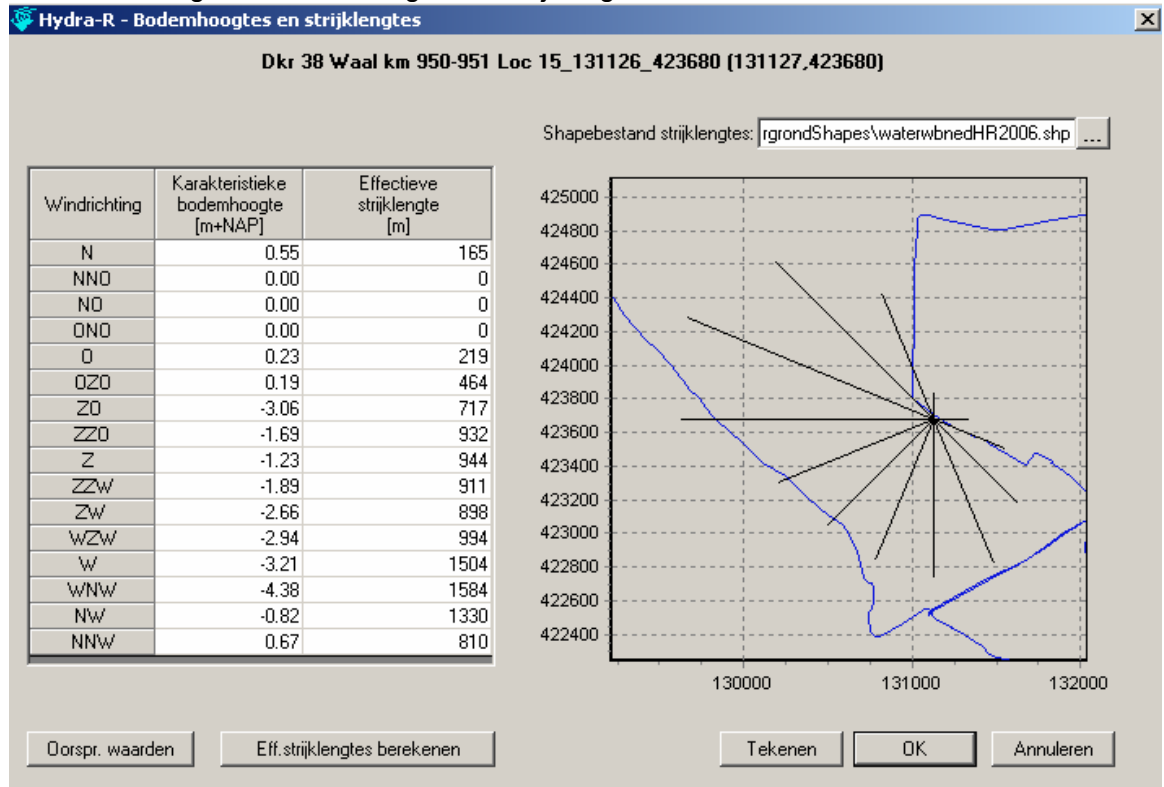 Hydra-R - Bodemhoogtes en strijklengtes
Dkr 38 Waal km 950-951 Loc 15_131126_423680 (131127,423680)
Shapebestand strijklengtes: rgrondShapes\waterwbnedHR2006.shp ...
Windrichting Karakteristieke bodemhoogte [m+NAP] Effectieve strijklengte [m]
N 0.55 165
NNO 0.00 0
NO 0.00 0
ONO 0.00 0
O 0.23 219
OZO 0.19 464
ZO -3.06 717
ZZO -1.69 932
Z -1.23 944
ZZW -1.89 911
ZW -2.66 898
WZW -2.94 994
W -3.21 1504
WNW -4.38 1584
NW -0.82 1330
NNW 0.67 810
425000
424800
424600
424400
424200
424000
423800
423600
423400
423200
423000
422800
422600
422400
130000 131000 132000
Oorspr. waarden Eff.strijklengtes berekenen Tekenen OK Annuleren